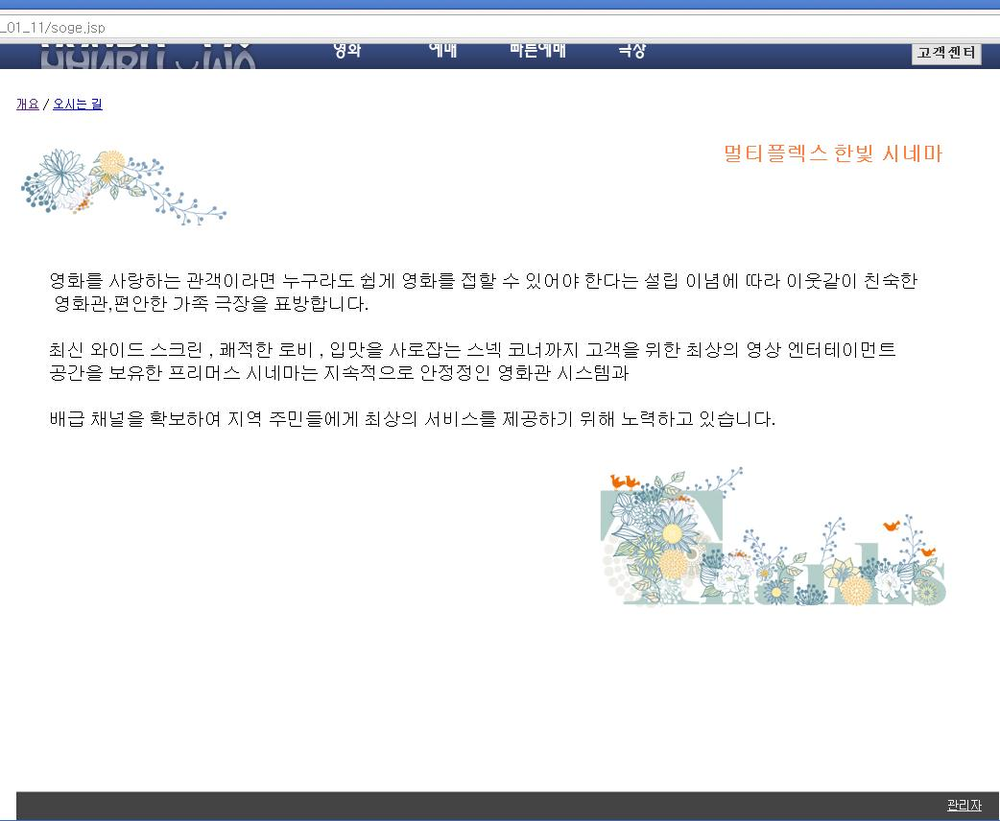 _01_11/soge.jsp
영화 예매 빠른예매 극장 고객센터
개요 / 오시는 길
멀티플렉스 한빛 시네마
영화를 사랑하는 관객이라면 누구라도 쉽게 영화를 접할 수 있어야 한다는 설립 이념에 따라 이웃같이 친숙한
영화관,편안한 가족 극장을 표방합니다.
최신 와이드 스크린 , 쾌적한 로비 , 입맛을 사로잡는 스넥 코너까지 고객을 위한 최상의 영상 엔터테이먼트
공간을 보유한 프리머스 시네마는 지속적으로 안정정인 영화관 시스템과
배급 채널을 확보하여 지역 주민들에게 최상의 서비스를 제공하기 위해 노력하고 있습니다.
Thanks
관리자